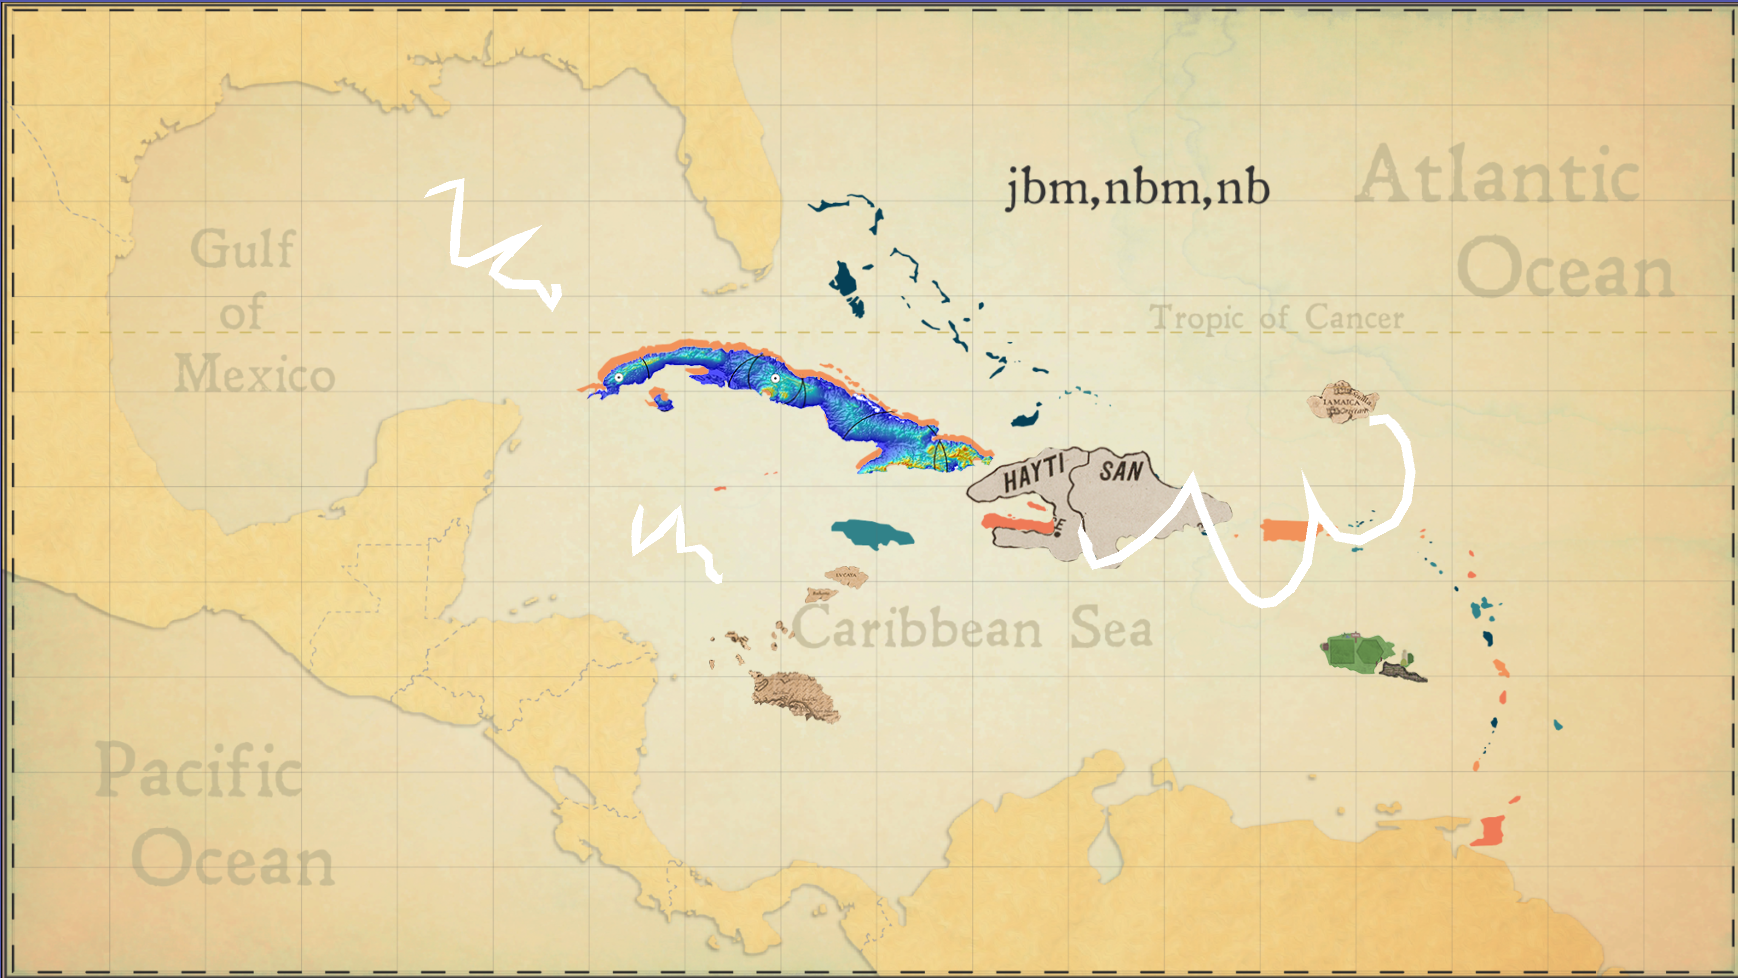 Atlantic
Ocean
jbm,nbm,nb
Gulf
of
Mexico
Tropic of Cancer
JAMAICA
HAYTI
SAN
Caribbean Sea
Pacific
Ocean